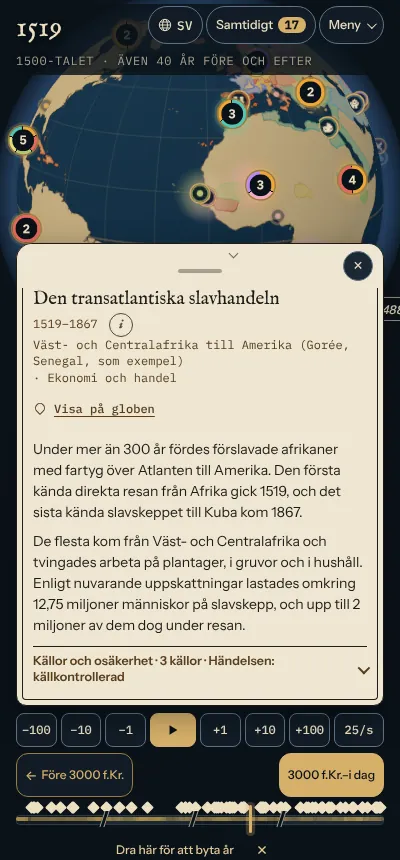 1519
SV
Samtidigt 17
Meny
1500-TALET · ÄVEN 40 ÅR FÖRE OCH EFTER
2
2
3
5
3
4
2
Den transatlantiska slavhandeln
1519–1867 i
Väst- och Centralafrika till Amerika (Gorée,
Senegal, som exempel)
· Ekonomi och handel
Visa på globen
Under mer än 300 år fördes förslavade afrikaner
med fartyg över Atlanten till Amerika. Den första
kända direkta resan från Afrika gick 1519, och det
sista kända slavskeppet till Kuba kom 1867.
De flesta kom från Väst- och Centralafrika och
tvingades arbeta på plantager, i gruvor och i hushåll.
Enligt nuvarande uppskattningar lastades omkring
12,75 miljoner människor på slavskepp, och upp till 2
miljoner av dem dog under resan.
Källor och osäkerhet · 3 källor · Händelsen:
källkontrollerad
−100 −10 −1 +1 +10 +100 25/s
← Före 3000 f.Kr.
3000 f.Kr.–i dag
Dra här för att byta år ×